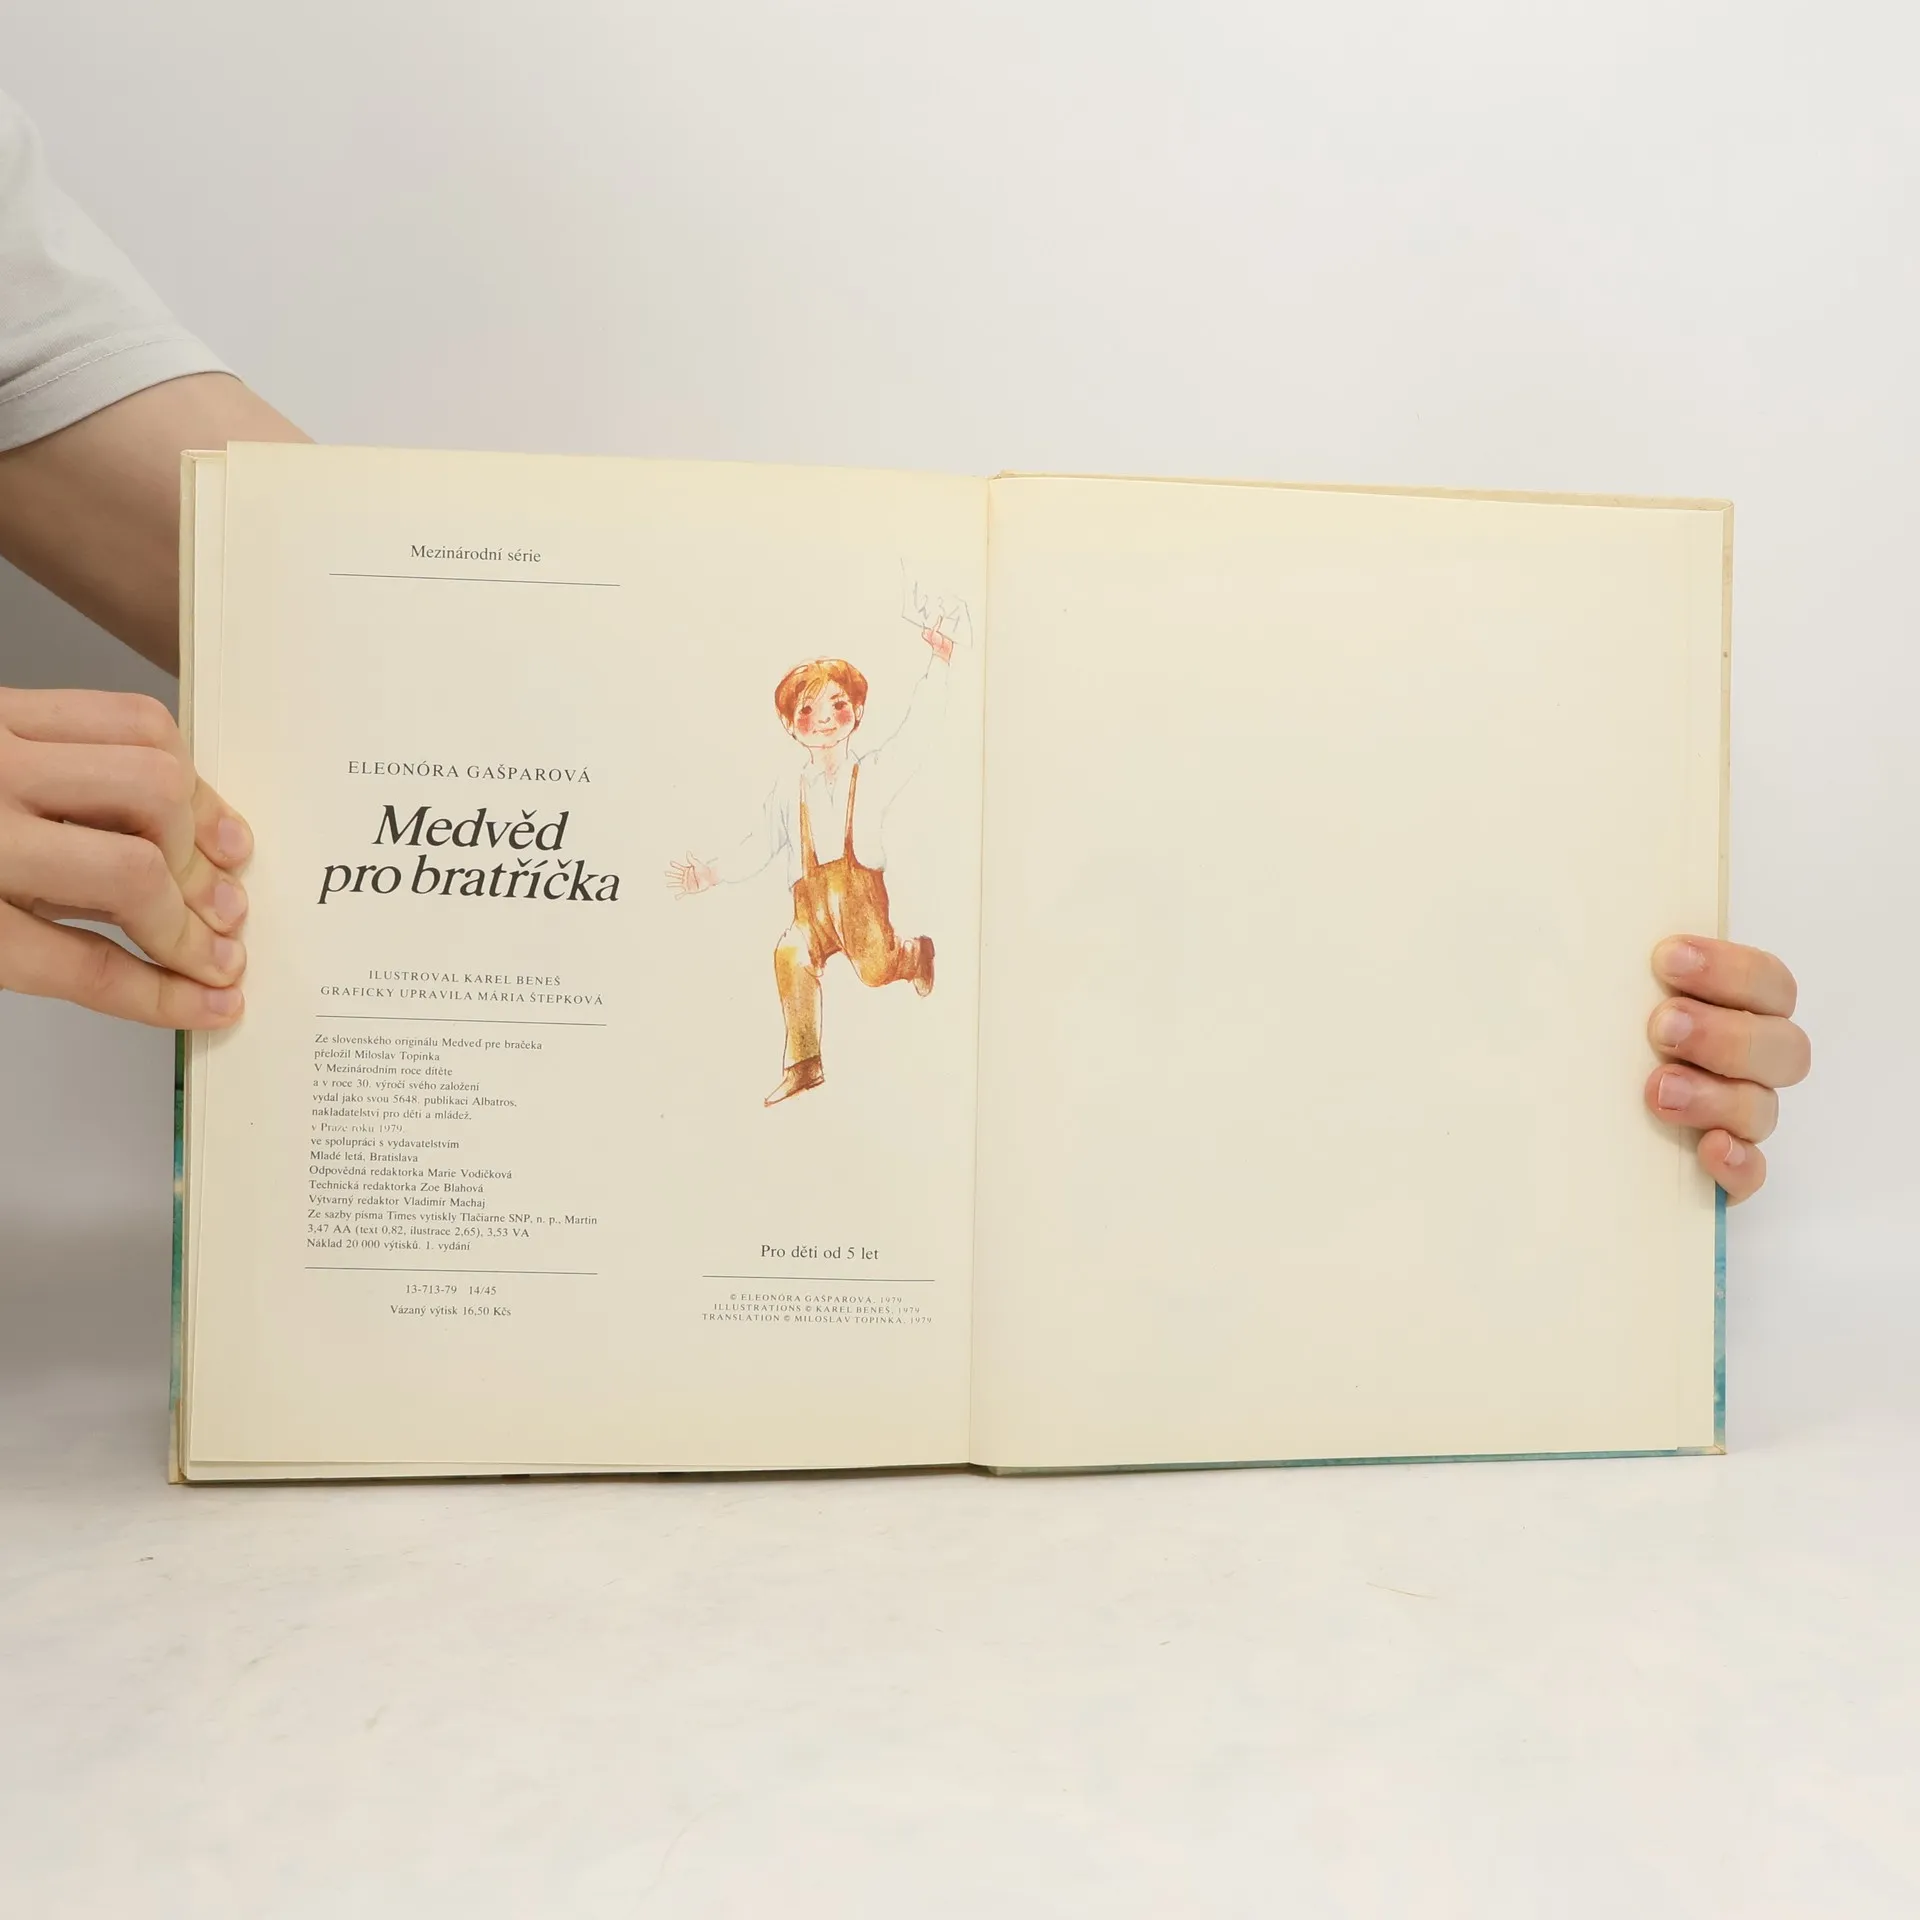 Mezinárodní série
ELEONÓRA GAŠPAROVÁ
Medvěd
pro bratříčka
ILUSTROVAL KAREL BENEŠ
GRAFICKY UPRAVILA MÁRIA ŠTEPKOVÁ
Ze slovenského originálu Medveď pre bračeka
přeložil Miloslav Topinka
V Mezinárodním roce dítěte
a v roce 30. výročí svého založení
vydal jako svou 5648. publikaci Albatros,
nakladatelství pro děti a mládež,
v Praze roku 1979,
ve spolupráci s vydavatelstvím
Mladé letá, Bratislava
Odpovědná redaktorka Marie Vodičková
Technická redaktorka Zoe Blahová
Výtvarný redaktor Vladimír Machaj
Ze sazby písma Times vytiskly Tlačiarne SNP, n. p., Martin
3,47 AA (text 0,82, ilustrace 2,65), 3,53 VA
Náklad 20 000 výtisků. 1. vydání
13-713-79 14/45
Vázaný výtisk 16,50 Kčs
1234
Pro děti od 5 let
© ELEONÓRA GAŠPAROVÁ, 1979
ILLUSTRATIONS © KAREL BENEŠ, 1979
TRANSLATION © MILOSLAV TOPINKA, 1979